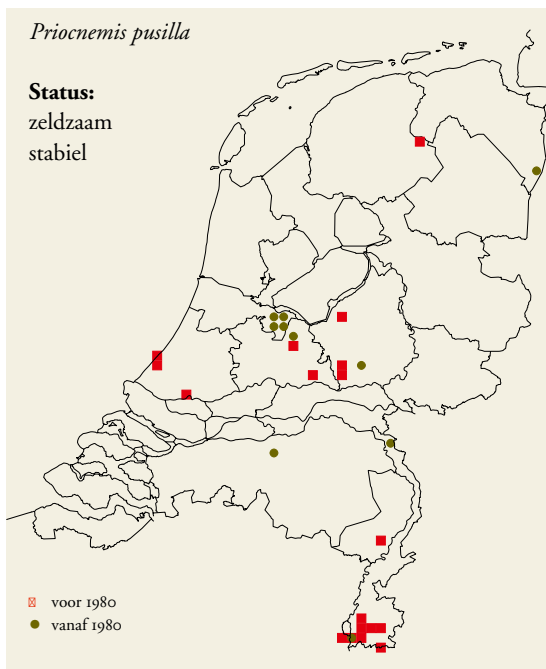 Priocnemis pusilla
Status:
zeldzaam
stabiel
voor 1980
vanaf 1980